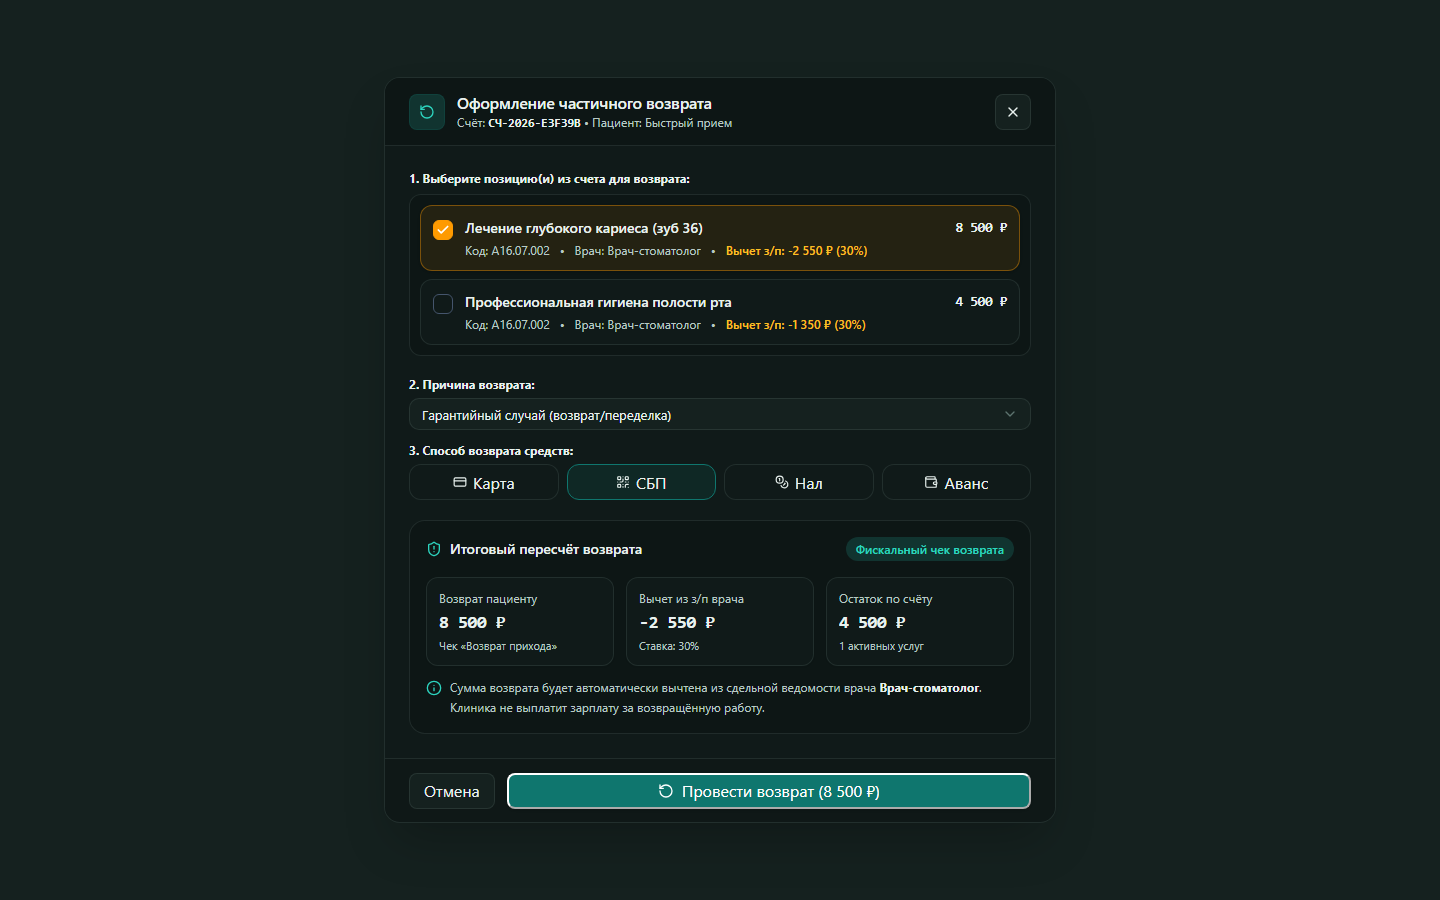 Оформление частичного возврата
Счёт: СЧ-2026-E3F39B • Пациент: Быстрый прием
1. Выберите позицию(и) из счета для возврата:
Лечение глубокого кариеса (зуб 36) 8 500 ₽
Код: A16.07.002 • Врач: Врач-стоматолог • Вычет з/п: -2 550 ₽ (30%)
Профессиональная гигиена полости рта 4 500 ₽
Код: A16.07.002 • Врач: Врач-стоматолог • Вычет з/п: -1 350 ₽ (30%)
2. Причина возврата:
Гарантийный случай (возврат/переделка)
3. Способ возврата средств:
Карта СБП Нал Аванс
Итоговый пересчёт возврата Фискальный чек возврата
Возврат пациенту Вычет из з/п врача Остаток по счёту
8 500 ₽ -2 550 ₽ 4 500 ₽
Чек «Возврат прихода» Ставка: 30% 1 активных услуг
Сумма возврата будет автоматически вычтена из сдельной ведомости врача Врач-стоматолог.
Клиника не выплатит зарплату за возвращённую работу.
Отмена Провести возврат (8 500 ₽)